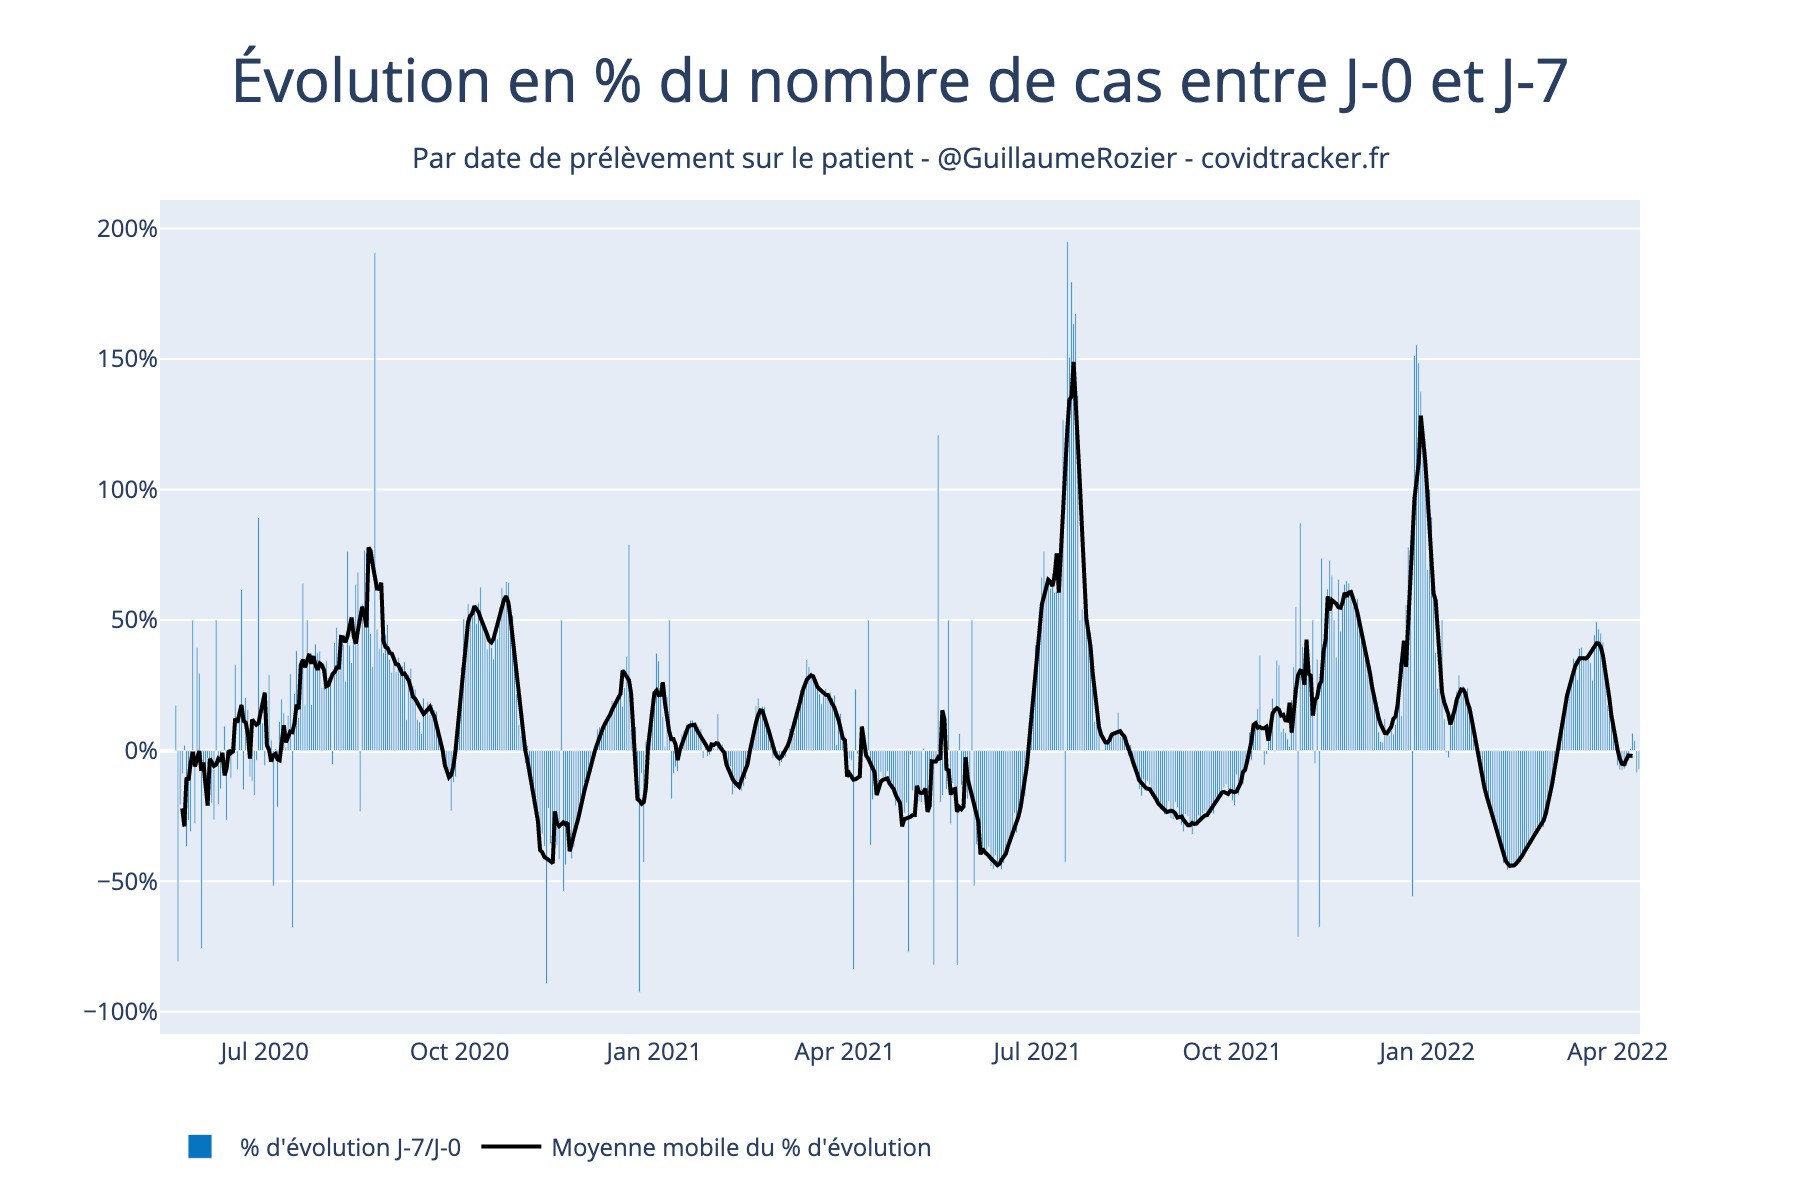 Évolution en % du nombre de cas entre J-0 et J-7
Par date de prélèvement sur le patient - @GuillaumeRozier - covidtracker.fr
200%
150%
100%
50%
0%
−50%
−100%
Jul 2020 Oct 2020 Jan 2021 Apr 2021 Jul 2021 Oct 2021 Jan 2022 Apr 2022
% d'évolution J-7/J-0 Moyenne mobile du % d'évolution